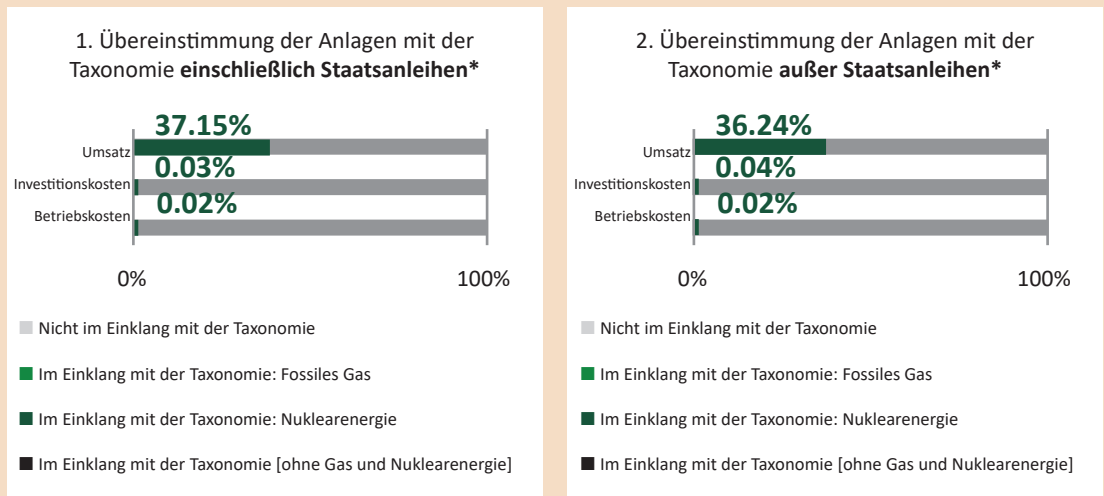 1. Übereinstimmung der Anlagen mit der
Taxonomie einschließlich Staatsanleihen*
37.15%
Umsatz
0.03%
Investitionskosten
0.02%
Betriebskosten
0%
100%
Nicht im Einklang mit der Taxonomie
Im Einklang mit der Taxonomie: Fossiles Gas
Im Einklang mit der Taxonomie: Nuklearenergie
Im Einklang mit der Taxonomie [ohne Gas und Nuklearenergie]
2. Übereinstimmung der Anlagen mit der
Taxonomie außer Staatsanleihen*
36.24%
Umsatz
0.04%
Investitionskosten
0.02%
Betriebskosten
0%
100%
Nicht im Einklang mit der Taxonomie
Im Einklang mit der Taxonomie: Fossiles Gas
Im Einklang mit der Taxonomie: Nuklearenergie
Im Einklang mit der Taxonomie [ohne Gas und Nuklearenergie]